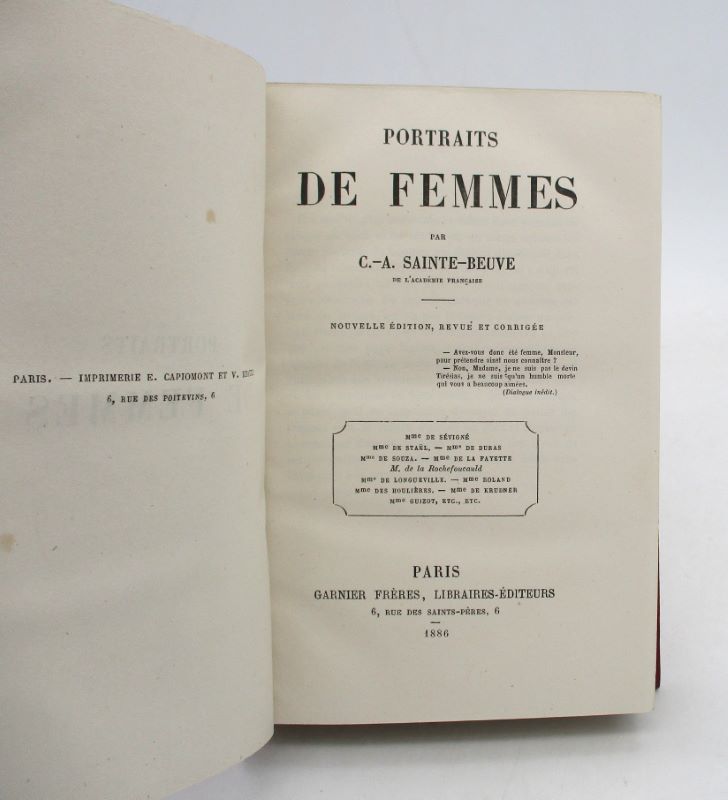 PARIS. — IMPRIMERIE E. CAPIOMONT ET V.
6, RUE DES POITEVINS, 6
PORTRAITS
DE FEMMES
PAR
C.-A. SAINTE-BEUVE
DE L'ACADÉMIE FRANÇAISE
NOUVELLE ÉDITION, REVUE ET CORRIGÉE
— Avez-vous donc été femme, Monsieur,
pour prétendre ainsi nous connaître ?
— Non, Madame, je ne suis pas le devin
Tirésias, je ne suis qu'un humble mortel
qui vous a beaucoup aimées.
(Dialogue inédit.)
Mme DE SÉVIGNÉ
Mme DE STAËL. — Mme DE DURAS
Mme DE SOUZA. — Mme DE LA FAYETTE
M. de la Rochefoucauld
Mme DE LONGUEVILLE. — Mme ROLAND
Mme DES HOULIÈRES. — Mme DE KRUDNER
Mme GUIZOT, ETC., ETC.
PARIS
GARNIER FRÈRES, LIBRAIRES-ÉDITEURS
6, RUE DES SAINTS-PÈRES, 6
1886